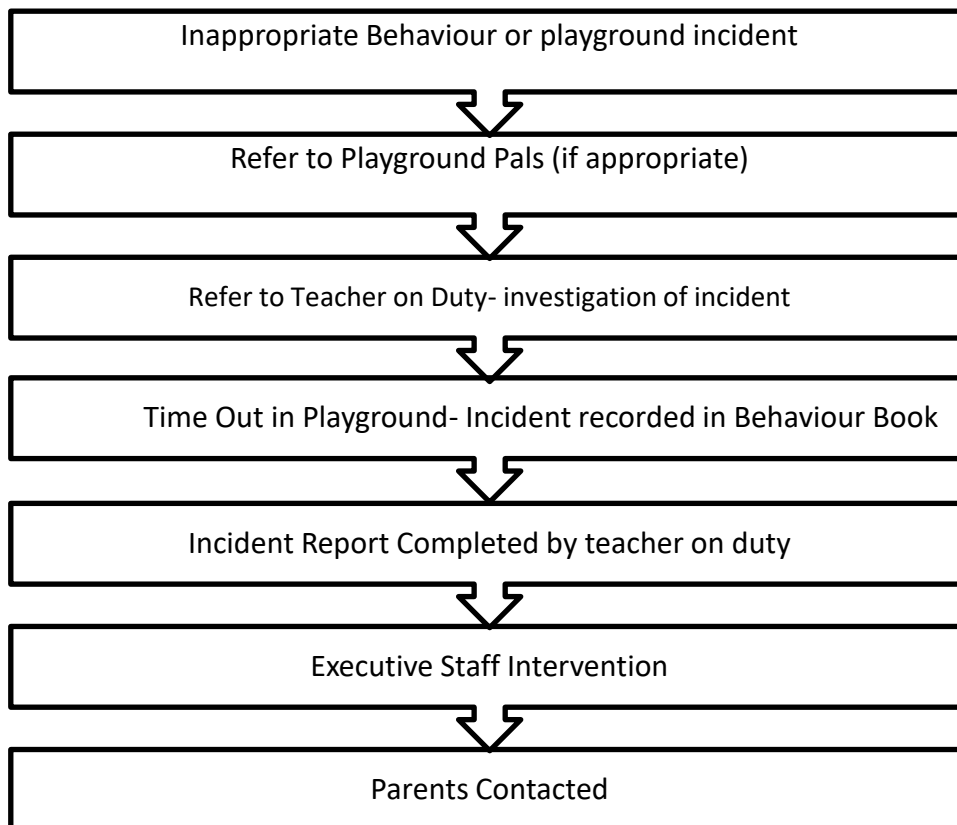 Inappropriate Behaviour or playground incident
Refer to Playground Pals (if appropriate)
Refer to Teacher on Duty- investigation of incident
Time Out in Playground- Incident recorded in Behaviour Book
Incident Report Completed by teacher on duty
Executive Staff Intervention
Parents Contacted